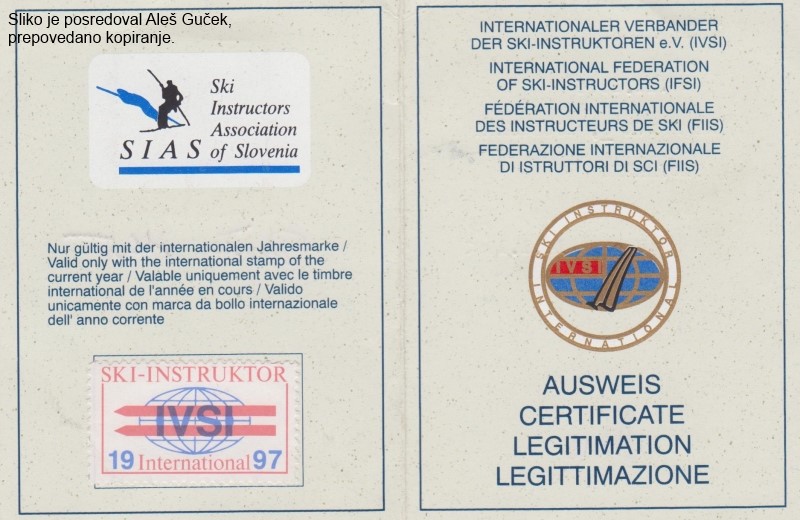 Sliko je posredoval Aleš Guček,
prepovedano kopiranje.
Ski
Instructors
Association
SIAS of Slovenia
Nur gültig mit der internationalen Jahresmarke /
Valid only with the international stamp of the
current year / Valable uniquement avec le timbre
international de l'année en cours / Valido
unicamente con marca da bollo internazionale
dell' anno corrente
SKI-INSTRUKTOR
IVSI
19 International 97
INTERNATIONALER VERBANDER
DER SKI-INSTRUKTOREN e.V. (IVSI)
INTERNATIONAL FEDERATION
OF SKI-INSTRUCTORS (IFSI)
FÉDÉRATION INTERNATIONALE
DES INSTRUCTEURS DE SKI (FIIS)
FEDERAZIONE INTERNAZIONALE
DI ISTRUTTORI DI SCI (FIIS)
SKI INSTRUKTOR
IVSI
INTERNATIONAL
AUSWEIS
CERTIFICATE
LEGITIMATION
LEGITTIMAZIONE